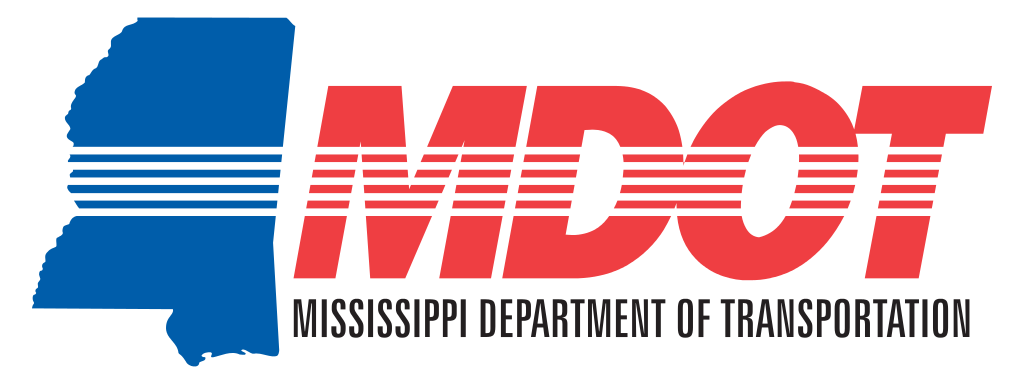 MDOT
MISSISSIPPI DEPARTMENT OF TRANSPORTATION